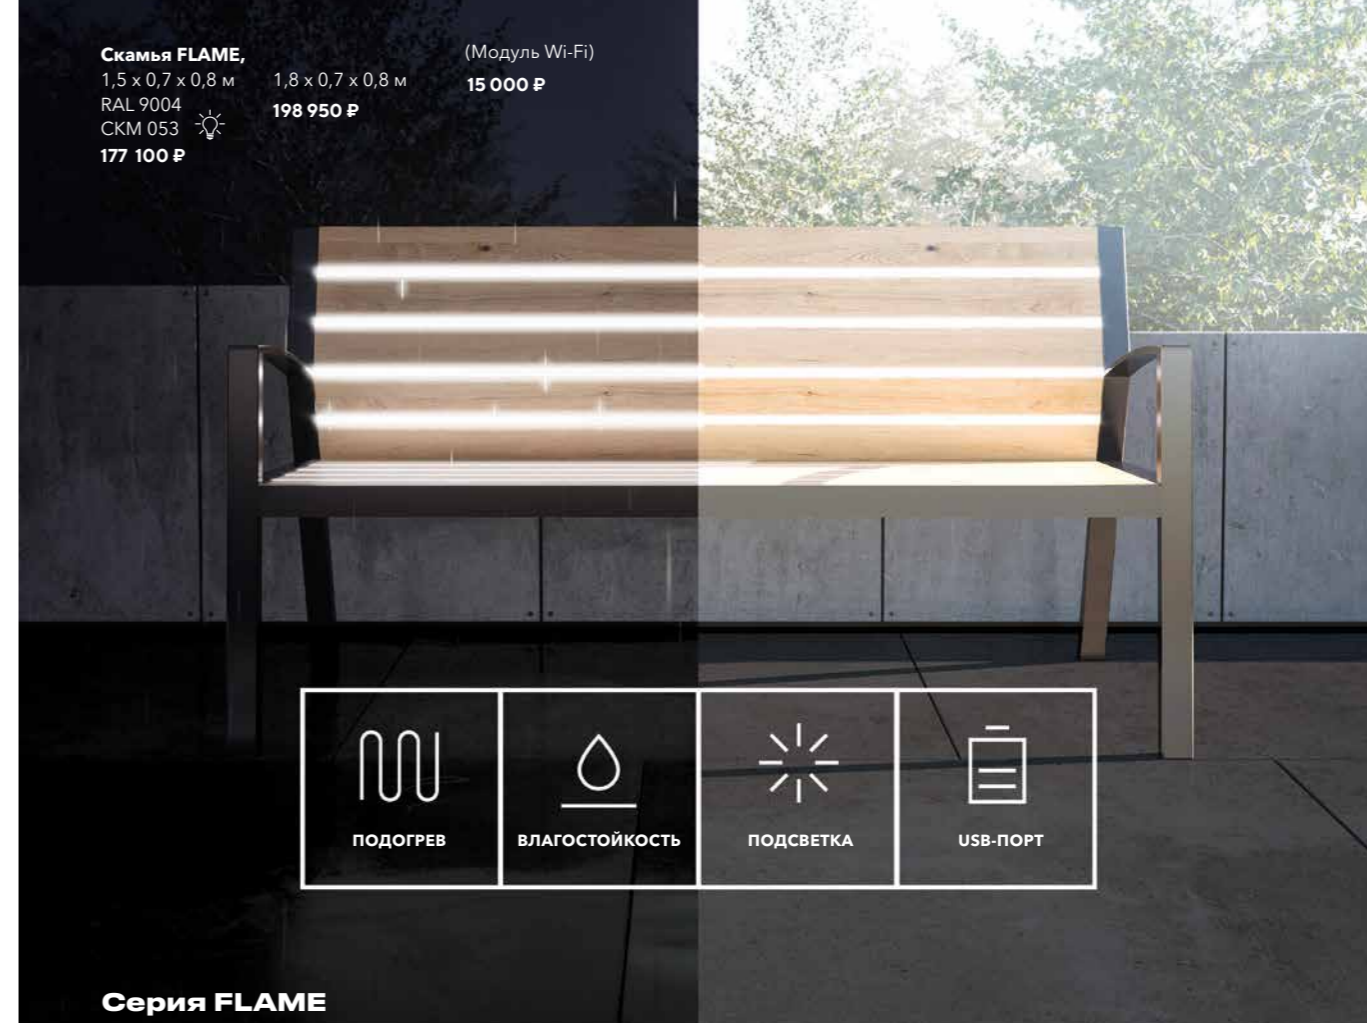 Скамья FLAME,
1,5 x 0,7 x 0,8 м
RAL 9004
СКМ 053
177 100 ₽
1,8 x 0,7 x 0,8 м
198 950 ₽
(Модуль Wi-Fi)
15 000 ₽
ПОДОГРЕВ
ВЛАГОСТОЙКОСТЬ
ПОДСВЕТКА
USB-ПОРТ
Серия FLAME